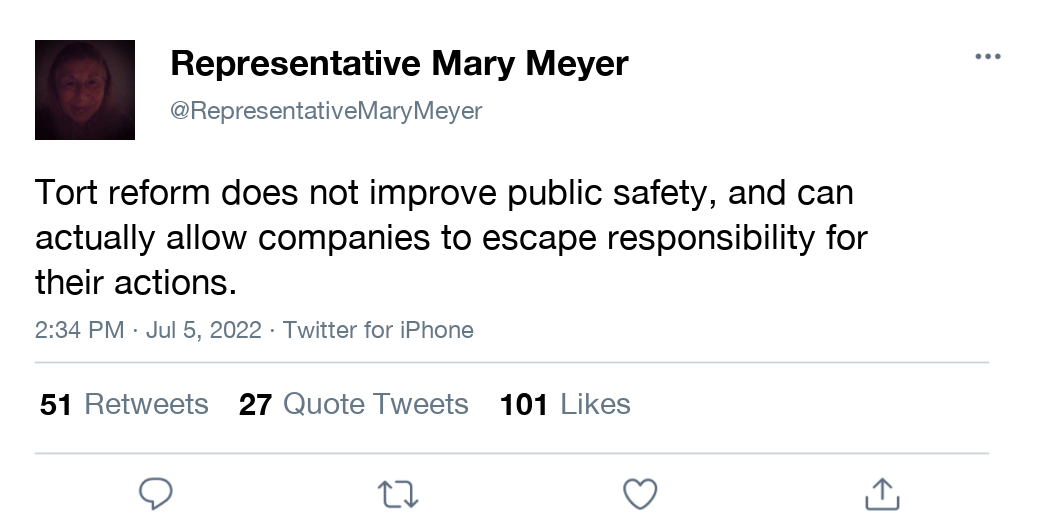 Representative Mary Meyer
@RepresentativeMaryMeyer
Tort reform does not improve public safety, and can
actually allow companies to escape responsibility for
their actions.
2:34 PM · Jul 5, 2022 · Twitter for iPhone
51 Retweets 27 Quote Tweets 101 Likes